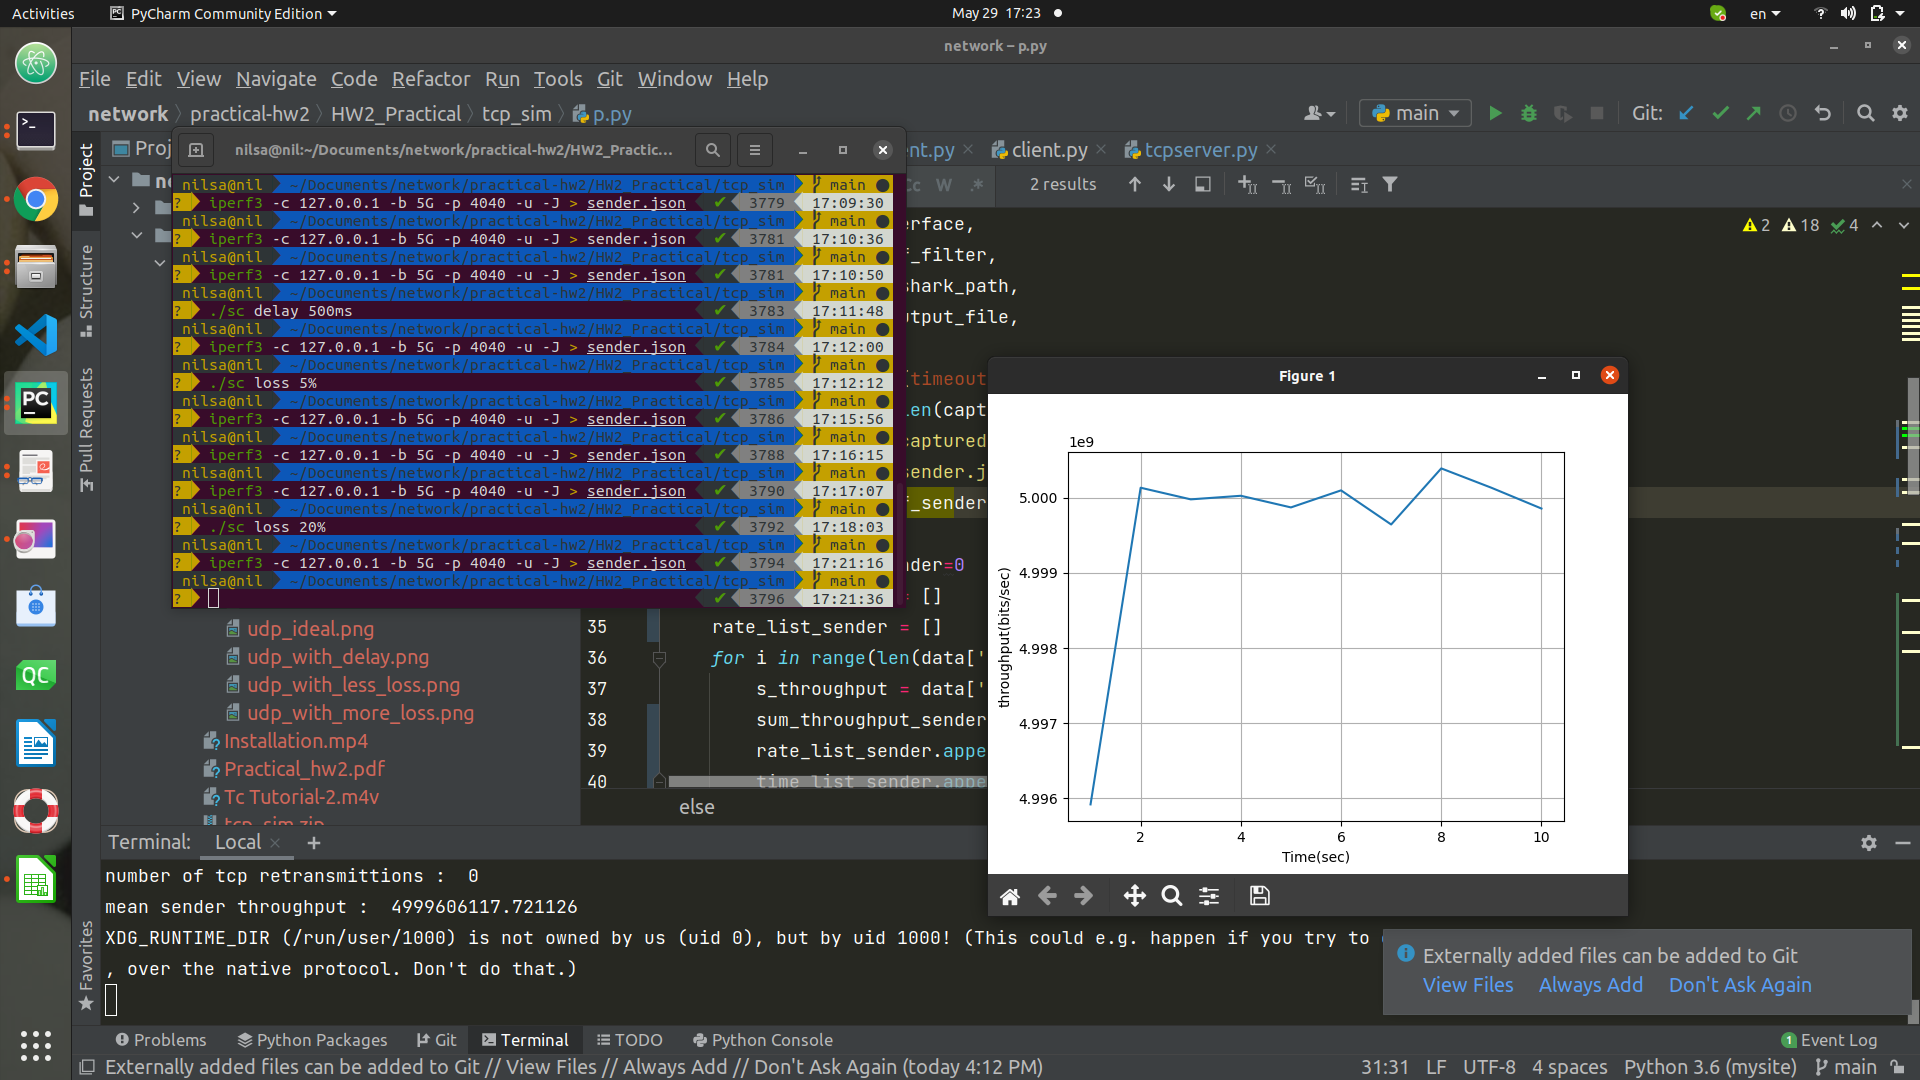 Activities
PyCharm Community Edition
May 29 17:23
en
network – p.py
File Edit View Navigate Code Refactor Run Tools Git Window Help
network practical-hw2 HW2_Practical tcp_sim p.py
main
Git:
Proj
nt.py client.py tcpserver.py
nilsa@nil:~/Documents/network/practical-hw2/HW2_Practic...
Cc W .* 2 results
2 18 4
nilsa@nil ~/Documents/network/practical-hw2/HW2_Practical/tcp_sim main
? iperf3 -c 127.0.0.1 -b 5G -p 4040 -u -J > sender.json ✔ 3779 17:09:30
nilsa@nil ~/Documents/network/practical-hw2/HW2_Practical/tcp_sim main
? iperf3 -c 127.0.0.1 -b 5G -p 4040 -u -J > sender.json ✔ 3781 17:10:36
nilsa@nil ~/Documents/network/practical-hw2/HW2_Practical/tcp_sim main
? iperf3 -c 127.0.0.1 -b 5G -p 4040 -u -J > sender.json ✔ 3781 17:10:50
nilsa@nil ~/Documents/network/practical-hw2/HW2_Practical/tcp_sim main
? ./sc delay 500ms ✔ 3783 17:11:48
nilsa@nil ~/Documents/network/practical-hw2/HW2_Practical/tcp_sim main
? iperf3 -c 127.0.0.1 -b 5G -p 4040 -u -J > sender.json ✔ 3784 17:12:00
nilsa@nil ~/Documents/network/practical-hw2/HW2_Practical/tcp_sim main
? ./sc loss 5% ✔ 3785 17:12:12
nilsa@nil ~/Documents/network/practical-hw2/HW2_Practical/tcp_sim main
? iperf3 -c 127.0.0.1 -b 5G -p 4040 -u -J > sender.json ✔ 3786 17:15:56
nilsa@nil ~/Documents/network/practical-hw2/HW2_Practical/tcp_sim main
? iperf3 -c 127.0.0.1 -b 5G -p 4040 -u -J > sender.json ✔ 3788 17:16:15
nilsa@nil ~/Documents/network/practical-hw2/HW2_Practical/tcp_sim main
? iperf3 -c 127.0.0.1 -b 5G -p 4040 -u -J > sender.json ✔ 3790 17:17:07
nilsa@nil ~/Documents/network/practical-hw2/HW2_Practical/tcp_sim main
? ./sc loss 20% ✔ 3792 17:18:03
nilsa@nil ~/Documents/network/practical-hw2/HW2_Practical/tcp_sim main
? iperf3 -c 127.0.0.1 -b 5G -p 4040 -u -J > sender.json ✔ 3794 17:21:16
nilsa@nil ~/Documents/network/practical-hw2/HW2_Practical/tcp_sim main
? ✔ 3796 17:21:36
erface,
f_filter,
shark_path,
utput_file,
(timeout
len(capt
captured
sender.j
f_sender
nder=0
= []
35 rate_list_sender = []
36 for i in range(len(data['
37 s_throughput = data['
38 sum_throughput_sender
39 rate_list_sender.appe
40 time_list_sender.appe
else
udp_ideal.png
udp_with_delay.png
udp_with_less_loss.png
udp_with_more_loss.png
Installation.mp4
Practical_hw2.pdf
Tc Tutorial-2.m4v
tcp_sim.zip
Figure 1
1e9
5.000
4.999
4.998
4.997
4.996
throughput(bits/sec)
2 4 6 8 10
Time(sec)
Project
Structure
Pull Requests
Favorites
Terminal: Local +
number of tcp retransmittions : 0
mean sender throughput : 4999606117.721126
XDG_RUNTIME_DIR (/run/user/1000) is not owned by us (uid 0), but by uid 1000! (This could e.g. happen if you try to
, over the native protocol. Don't do that.)
Externally added files can be added to Git
View Files Always Add Don't Ask Again
Problems Python Packages Git Terminal TODO Python Console 1 Event Log
Externally added files can be added to Git // View Files // Always Add // Don't Ask Again (today 4:12 PM)
31:31 LF UTF-8 4 spaces Python 3.6 (mysite) main
PC
QC